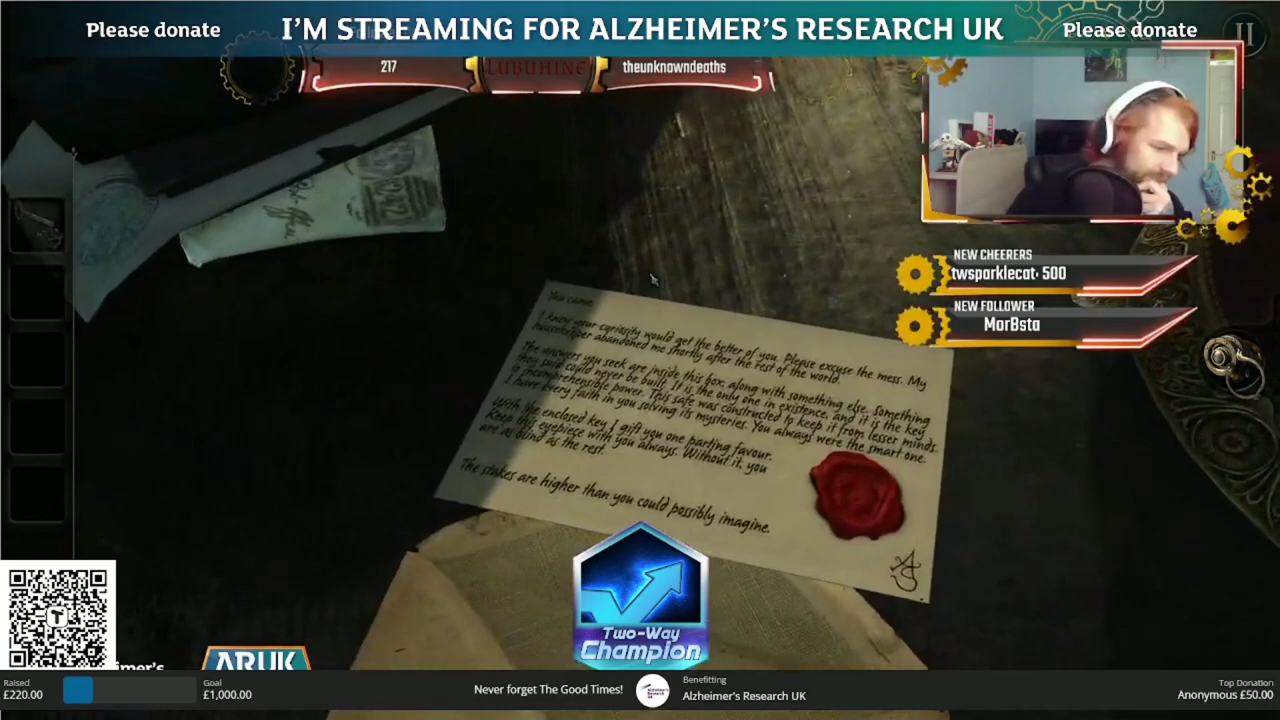 Please donate
I'M STREAMING FOR ALZHEIMER'S RESEARCH UK
Please donate
217
LUBUHINE
theunknowndeaths
NEW CHEERERS
twsparklecat· 500
NEW FOLLOWER
MorBsta
You came.
I knew your curiosity would get the better of you. Please excuse the mess. My
housekeeper abandoned me shortly after the rest of the world.
The answers you seek are inside this box, along with something else. Something
they said could never be built. It is the only one in existence, and it is the key
to incomprehensible power. This safe was constructed to keep it from lesser minds.
I have every faith in you solving its mysteries. You always were the smart one.
With the enclosed key I gift you one parting favour.
Keep this eyepiece with you always. Without it, you
are as blind as the rest.
The stakes are higher than you could possibly imagine.
AS
Two-Way
Champion
T
imer's
ARUK
Raised
£220.00
Goal
£1,000.00
Never forget The Good Times!
Benefitting
Alzheimer's Research UK
Top Donation
Anonymous £50.00